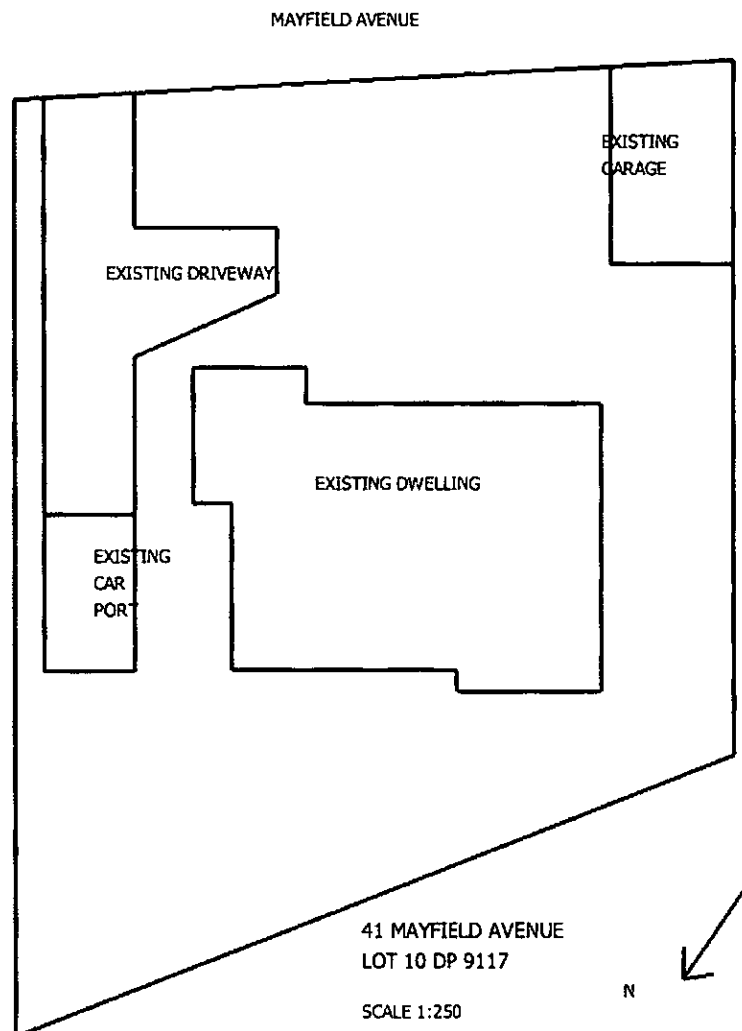 MAYFIELD AVENUE
EXISTING
GARAGE
EXISTING DRIVEWAY
EXISTING DWELLING
EXISTING
CAR
PORT
41 MAYFIELD AVENUE
LOT 10 DP 9117
N
SCALE 1:250